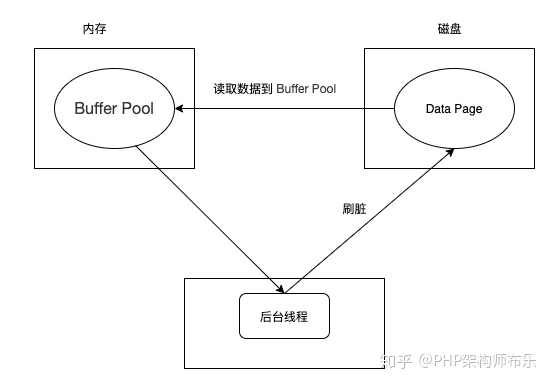 内存
磁盘
Buffer Pool
读取数据到 Buffer Pool
Data Page
刷脏
后台线程
知乎 @PHP架构师布乐